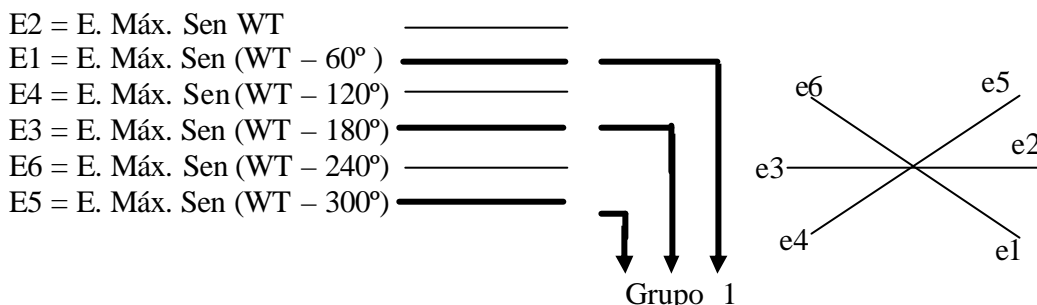 E2 = E. Máx. Sen WT
E1 = E. Máx. Sen (WT – 60º )
E4 = E. Máx. Sen (WT – 120º)
E3 = E. Máx. Sen (WT – 180º)
E6 = E. Máx. Sen (WT – 240º)
E5 = E. Máx. Sen (WT – 300º)
Grupo 1
e6
e5
e2
e3
e4
e1